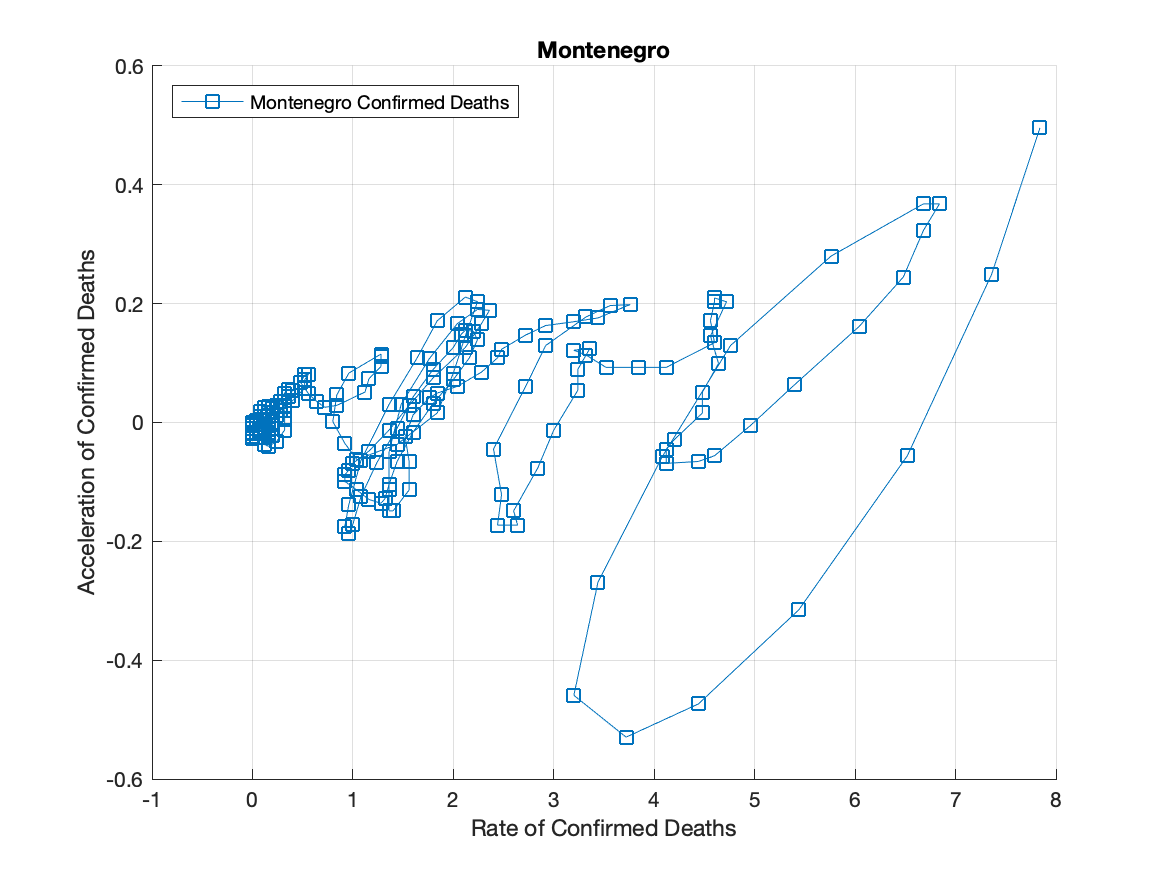 Montenegro
0.6
Montenegro Confirmed Deaths
0.4
0.2
0
-0.2
-0.4
-0.6
Acceleration of Confirmed Deaths
-1 0 1 2 3 4 5 6 7 8
Rate of Confirmed Deaths